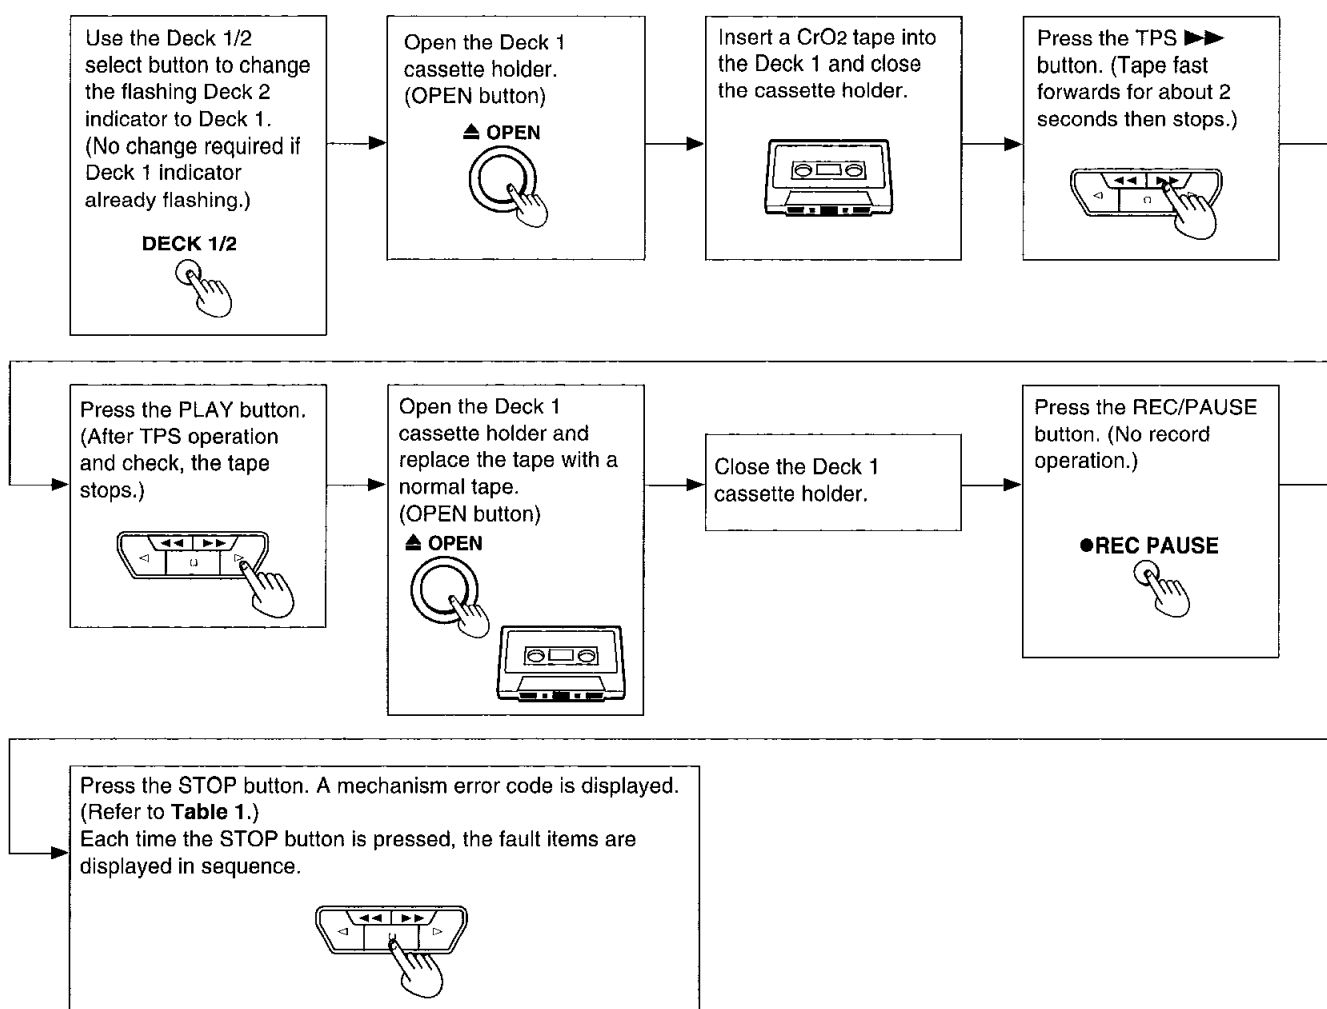 Use the Deck 1/2
select button to change
the flashing Deck 2
indicator to Deck 1.
(No change required if
Deck 1 indicator
already flashing.)
DECK 1/2
Open the Deck 1
cassette holder.
(OPEN button)
⏏ OPEN
Insert a CrO2 tape into
the Deck 1 and close
the cassette holder.
Press the TPS ▶▶
button. (Tape fast
forwards for about 2
seconds then stops.)
Press the PLAY button.
(After TPS operation
and check, the tape
stops.)
Open the Deck 1
cassette holder and
replace the tape with a
normal tape.
(OPEN button)
⏏ OPEN
Close the Deck 1
cassette holder.
Press the REC/PAUSE
button. (No record
operation.)
●REC PAUSE
Press the STOP button. A mechanism error code is displayed.
(Refer to Table 1.)
Each time the STOP button is pressed, the fault items are
displayed in sequence.